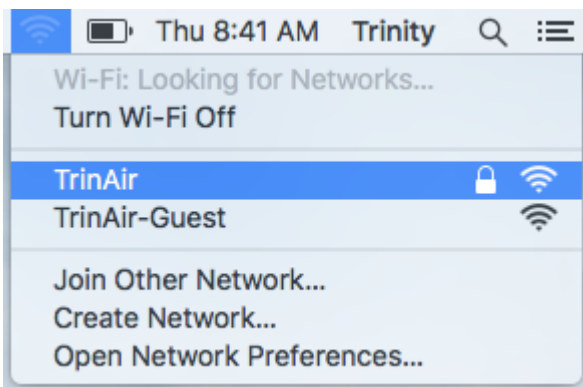 Thu 8:41 AM Trinity
Wi-Fi: Looking for Networks...
Turn Wi-Fi Off
TrinAir
TrinAir-Guest
Join Other Network...
Create Network...
Open Network Preferences...